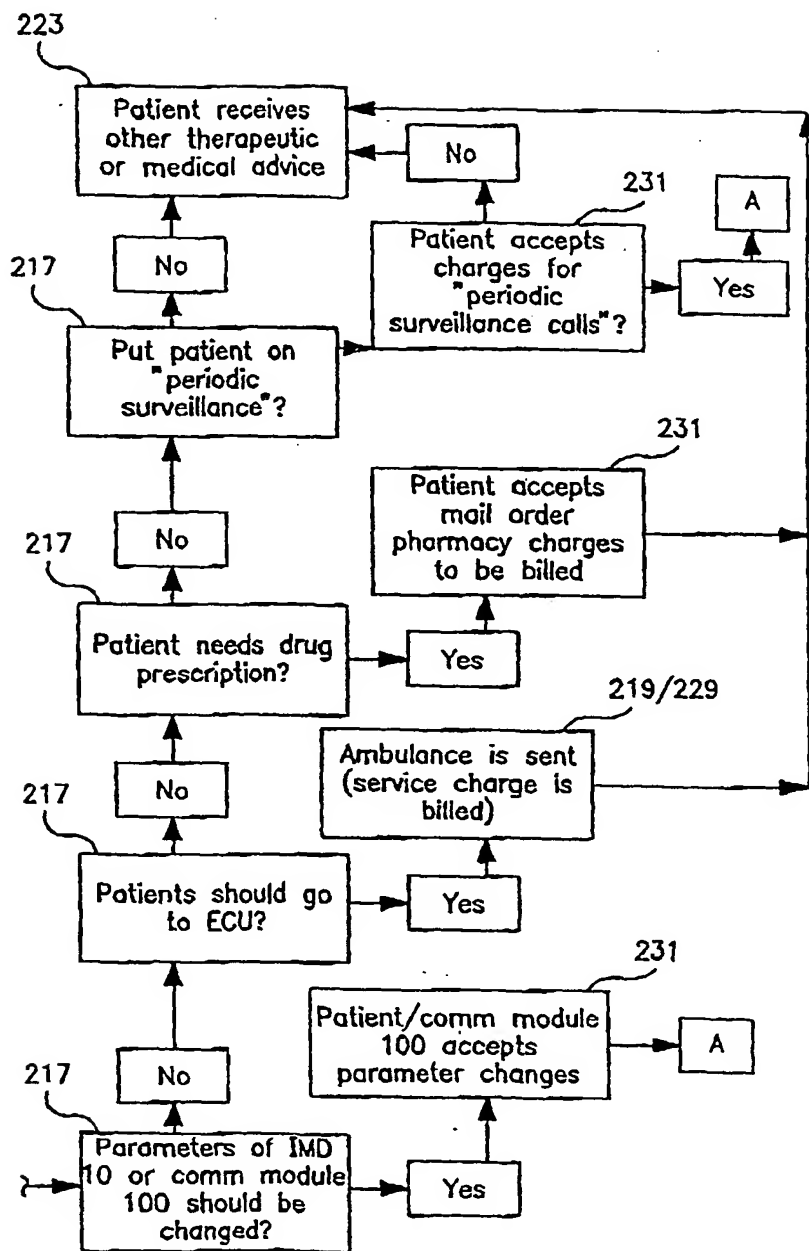 223
Patient receives
other therapeutic
or medical advice
No
231
A
No
Patient accepts
charges for
"periodic
surveillance calls"?
Yes
217
Put patient on
"periodic
surveillance"?
231
Patient accepts
mail order
pharmacy charges
to be billed
No
217
Patient needs drug
prescription?
Yes
219/229
Ambulance is sent
(service charge is
billed)
No
217
Patients should go
to ECU?
Yes
231
Patient/comm module
100 accepts
parameter changes
A
No
217
Parameters of IMD
10 or comm module
100 should be
changed?
Yes